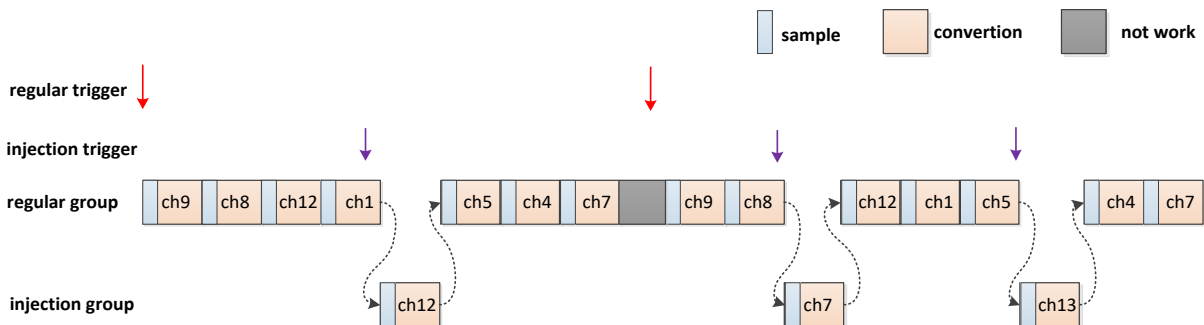 sample convertion not work
regular trigger
injection trigger
regular group ch9 ch8 ch12 ch1 ch5 ch4 ch7 ch9 ch8 ch12 ch1 ch5 ch4 ch7
injection group ch12 ch7 ch13